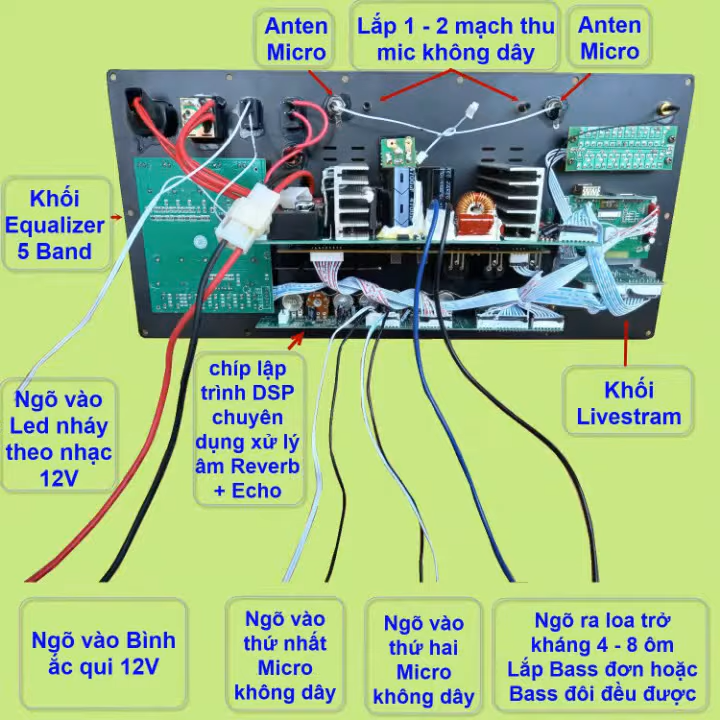 Anten
Micro
Lắp 1 - 2 mạch thu
mic không dây
Anten
Micro
Khối
Equalizer
5 Band
Ngõ vào
Led nháy
theo nhạc
12V
chíp lập
trình DSP
chuyên
dụng xử lý
âm Reverb
+ Echo
Khối
Livestram
Ngõ vào Bình
ắc qui 12V
Ngõ vào
thứ nhất
Micro
không dây
Ngõ vào
thứ hai
Micro
không dây
Ngõ ra loa trở
kháng 4 - 8 ôm
Lắp Bass đơn hoặc
Bass đôi đều được